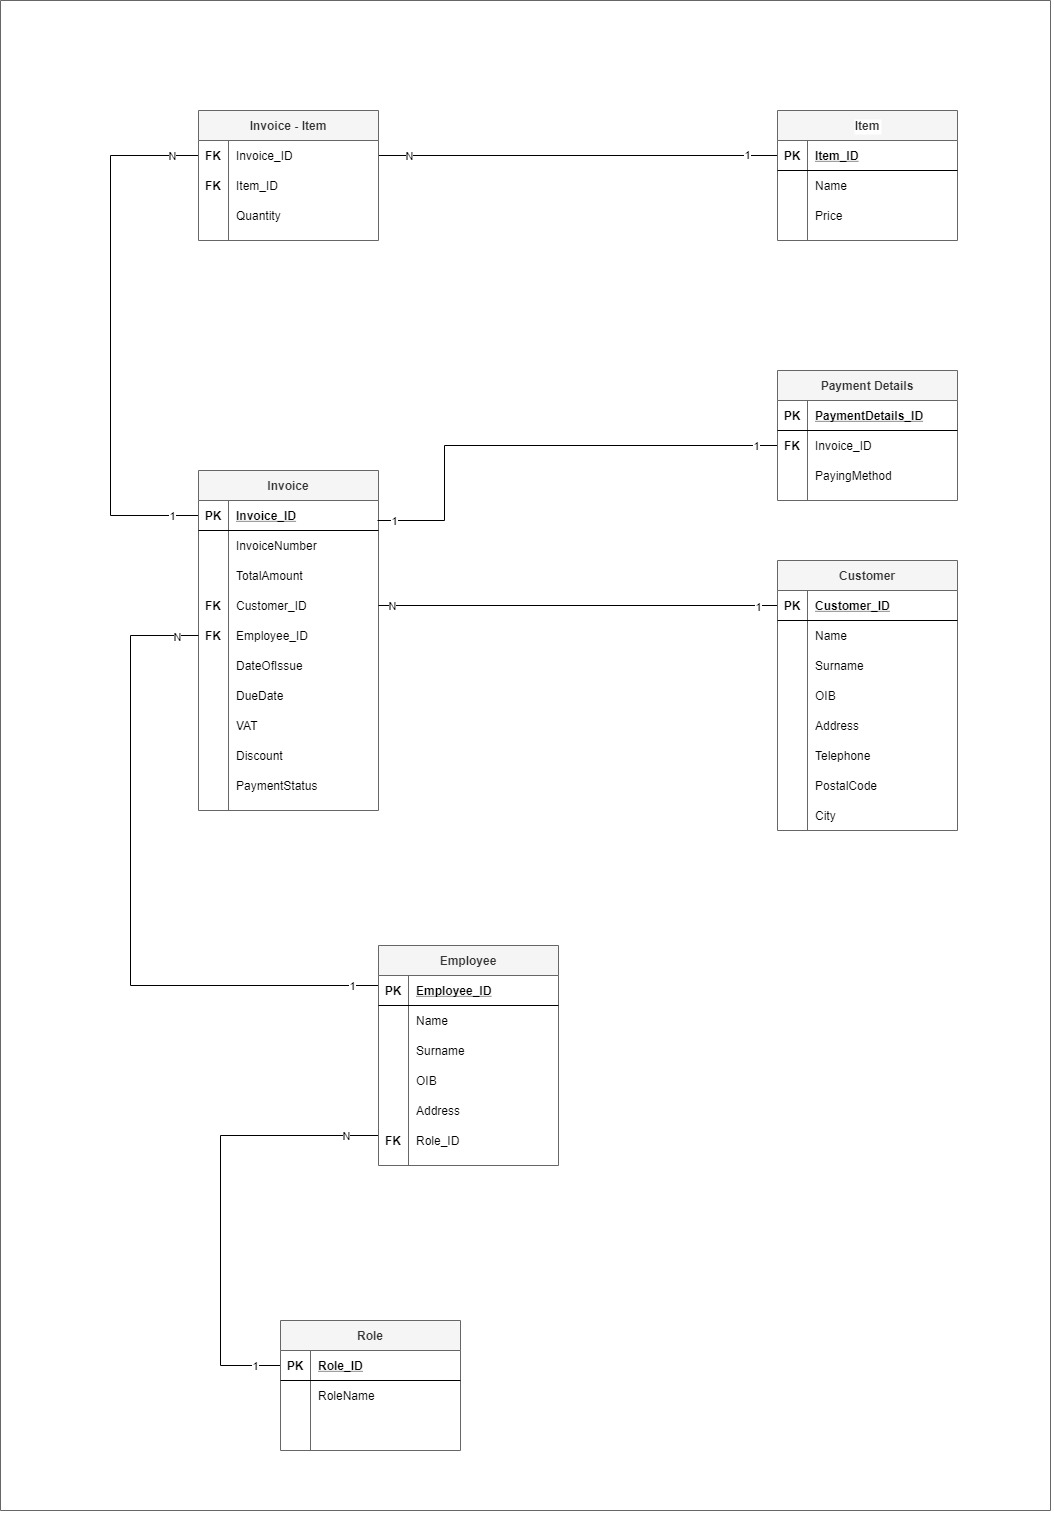 Invoice - Item
N FK Invoice_ID N
FK Item_ID
Quantity
Item
1 PK Item_ID
Name
Price
Payment Details
PK PaymentDetails_ID
1 FK Invoice_ID
PayingMethod
Invoice
1 PK Invoice_ID 1
InvoiceNumber
TotalAmount
FK Customer_ID N
N FK Employee_ID
DateOfIssue
DueDate
VAT
Discount
PaymentStatus
Customer
1 PK Customer_ID
Name
Surname
OIB
Address
Telephone
PostalCode
City
Employee
1 PK Employee_ID
Name
Surname
OIB
Address
N FK Role_ID
Role
1 PK Role_ID
RoleName